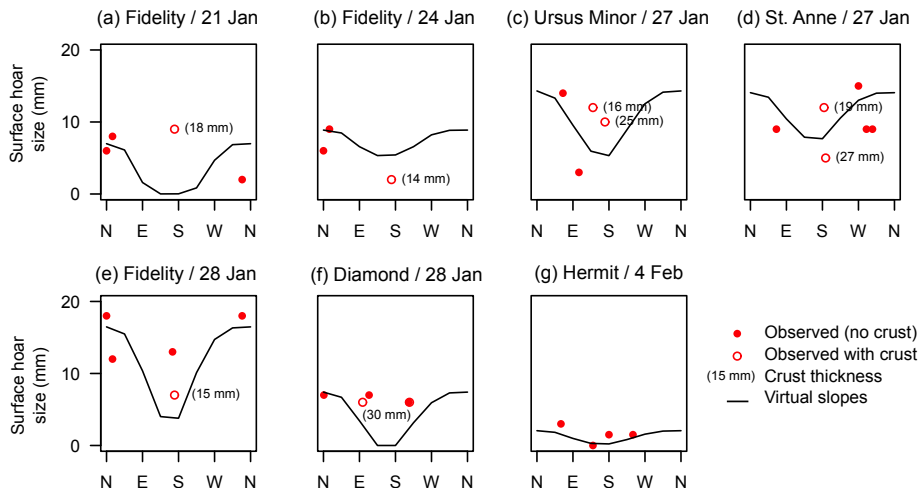 (a) Fidelity / 21 Jan
(b) Fidelity / 24 Jan
(c) Ursus Minor / 27 Jan
(d) St. Anne / 27 Jan
Surface hoar
size (mm)
20
10
0
(18 mm)
(14 mm)
(16 mm)
(25 mm)
(19 mm)
(27 mm)
N E S W N
N E S W N
N E S W N
N E S W N
(e) Fidelity / 28 Jan
(f) Diamond / 28 Jan
(g) Hermit / 4 Feb
Surface hoar
size (mm)
20
10
0
(15 mm)
(30 mm)
N E S W N
N E S W N
N E S W N
Observed (no crust)
Observed with crust
(15 mm) Crust thickness
Virtual slopes